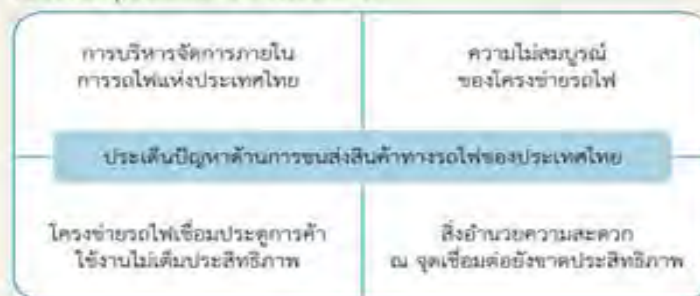 การบริหารจัดการภายใน
การรถไฟแห่งประเทศไทย
ความไม่สมบูรณ์
ของโครงข่ายรถไฟ
ประเด็นปัญหาด้านการขนส่งสินค้าทางรถไฟของประเทศไทย
โครงข่ายรถไฟเชื่อมประตูการค้า
ใช้งานไม่เต็มประสิทธิภาพ
สิ่งอำนวยความสะดวก
ณ จุดเชื่อมต่อยังขาดประสิทธิภาพ